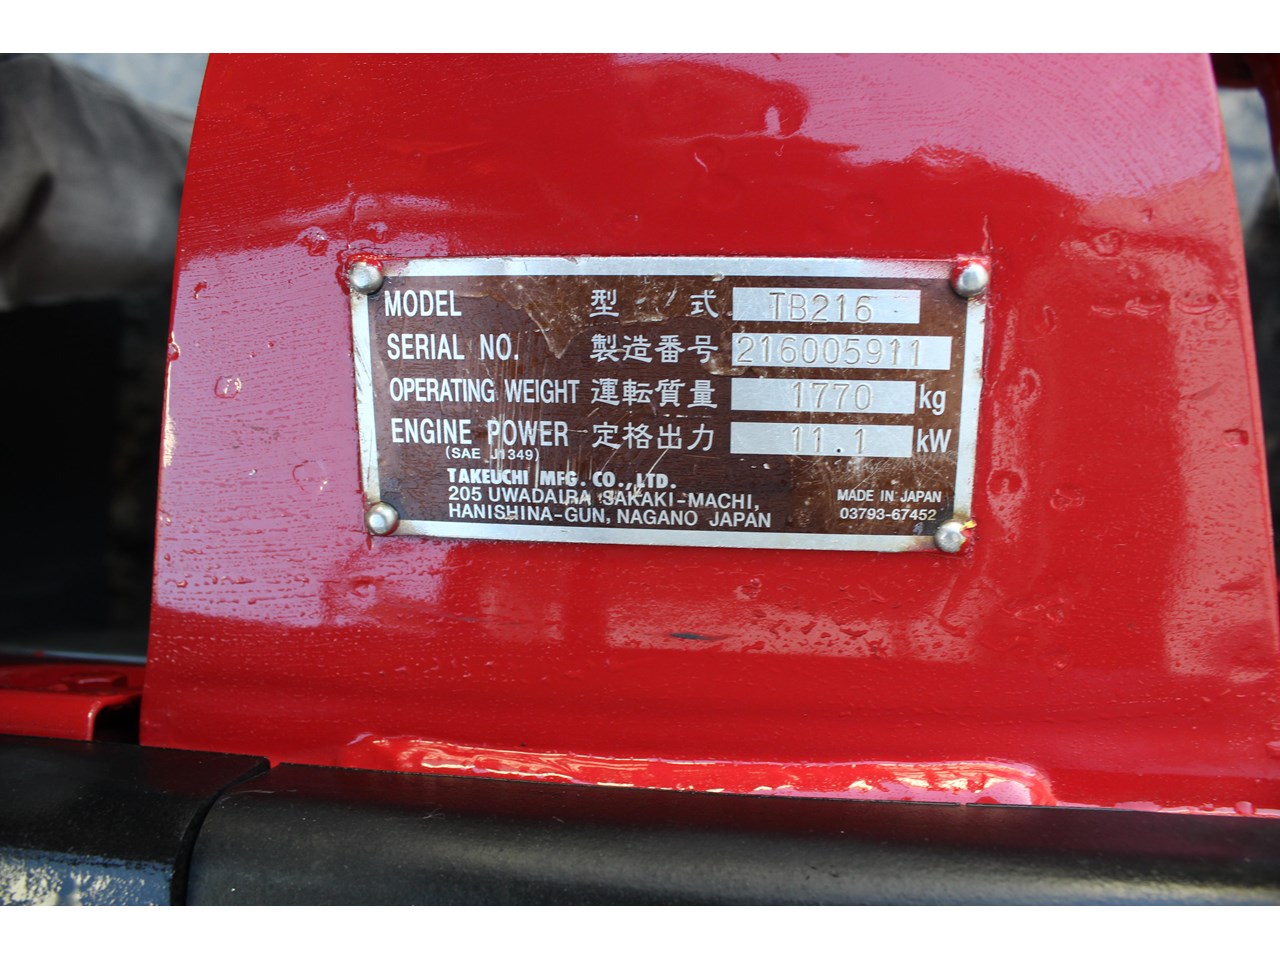 MODEL 型式 TB216
SERIAL NO. 製造番号 216005911
OPERATING WEIGHT 運転質量 1770 kg
ENGINE POWER 定格出力 11.1 kW
(SAE J1349)
TAKEUCHI MFG. CO., LTD.
205 UWADAIRA SAKAKI-MACHI,
HANISHINA-GUN, NAGANO JAPAN
MADE IN JAPAN
03793-67452